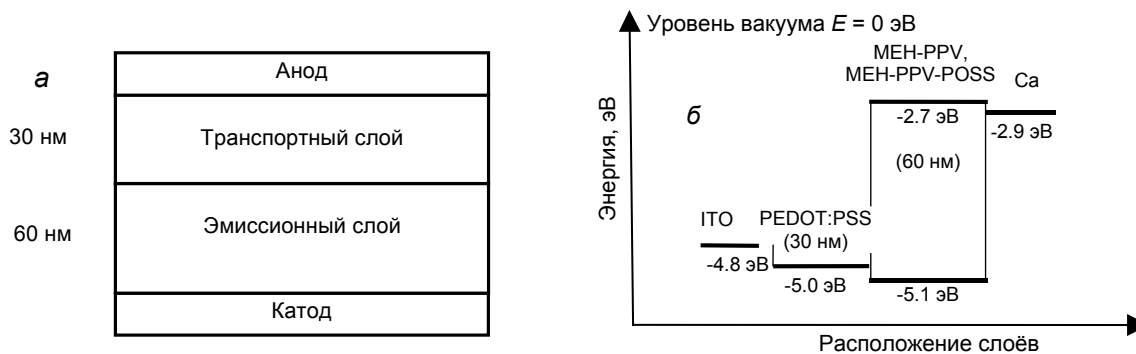 а
Анод
30 нм
Транспортный слой
60 нм
Эмиссионный слой
Катод
Уровень вакуума E = 0 эВ
MEH-PPV,
MEH-PPV-POSS
Ca
б
-2.7 эВ
-2.9 эВ
(60 нм)
Энергия, эВ
ITO
PEDOT:PSS
(30 нм)
-4.8 эВ
-5.0 эВ
-5.1 эВ
Расположение слоёв